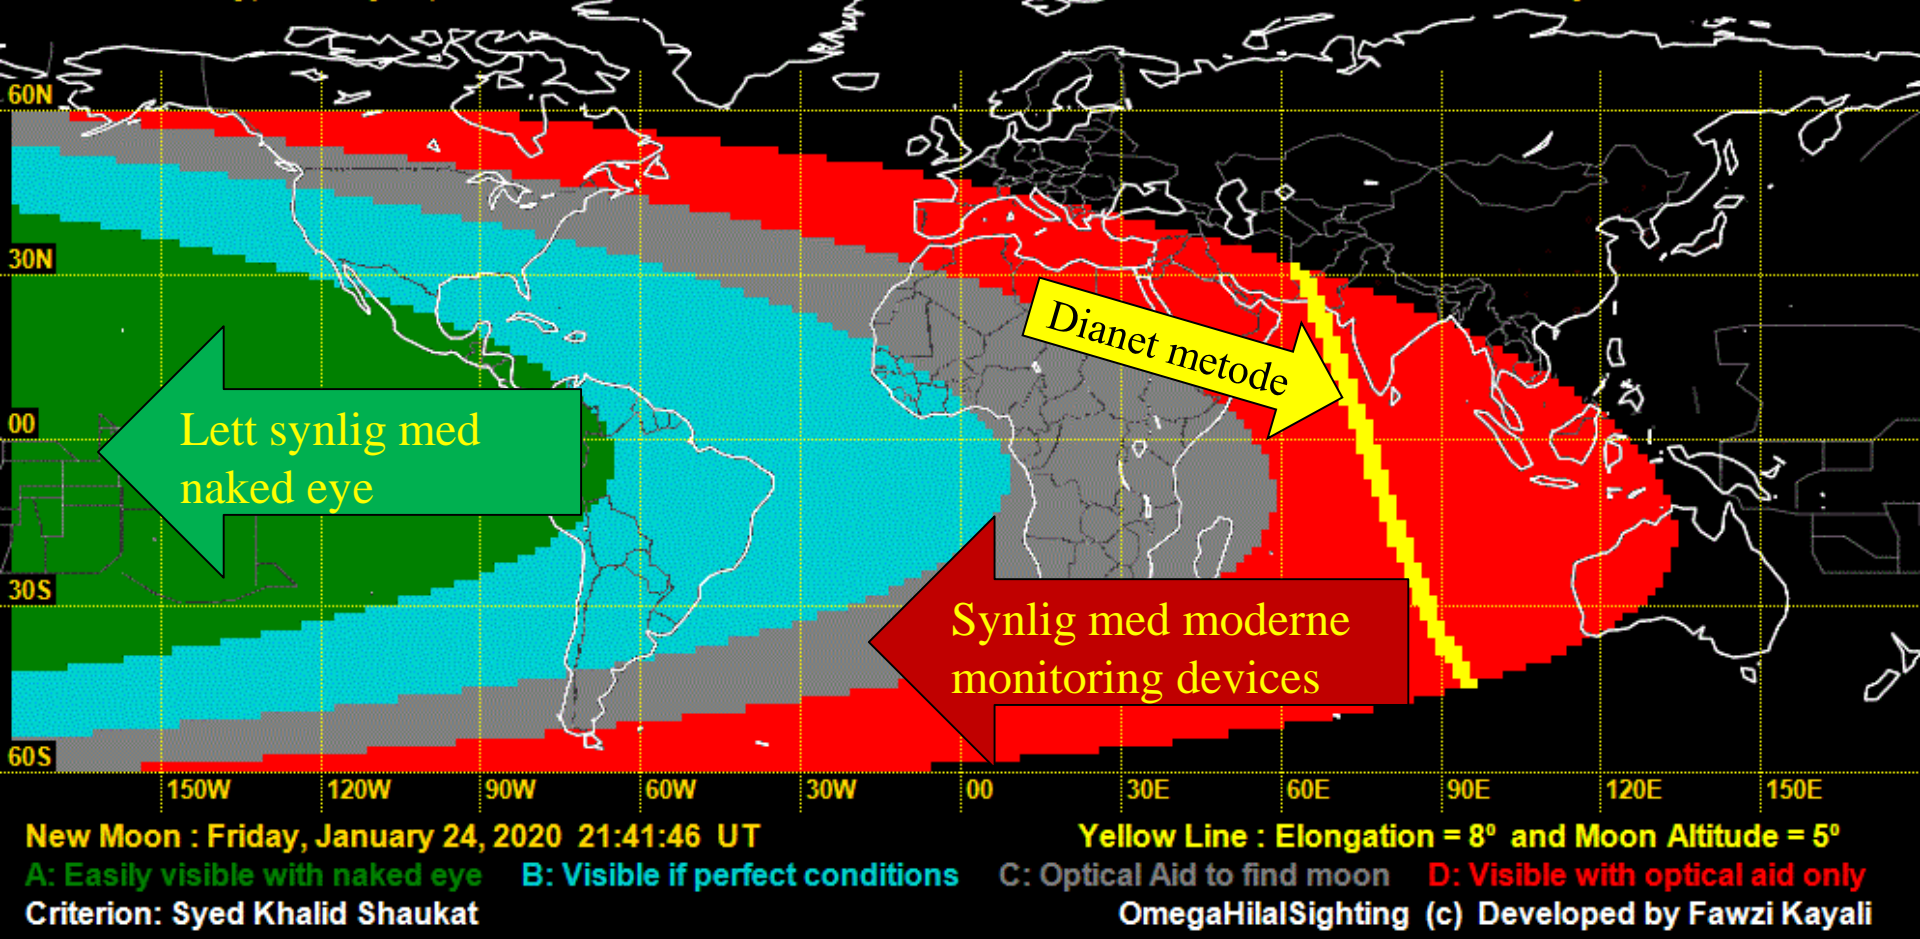 60N
30N
00
30S
60S
Dianet metode
Lett synlig med
naked eye
Synlig med moderne
monitoring devices
150W 120W 90W 60W 30W 00 30E 60E 90E 120E 150E
New Moon : Friday, January 24, 2020 21:41:46 UT
Yellow Line : Elongation = 8º and Moon Altitude = 5º
A: Easily visible with naked eye B: Visible if perfect conditions C: Optical Aid to find moon D: Visible with optical aid only
Criterion: Syed Khalid Shaukat
OmegaHilalSighting (c) Developed by Fawzi Kayali